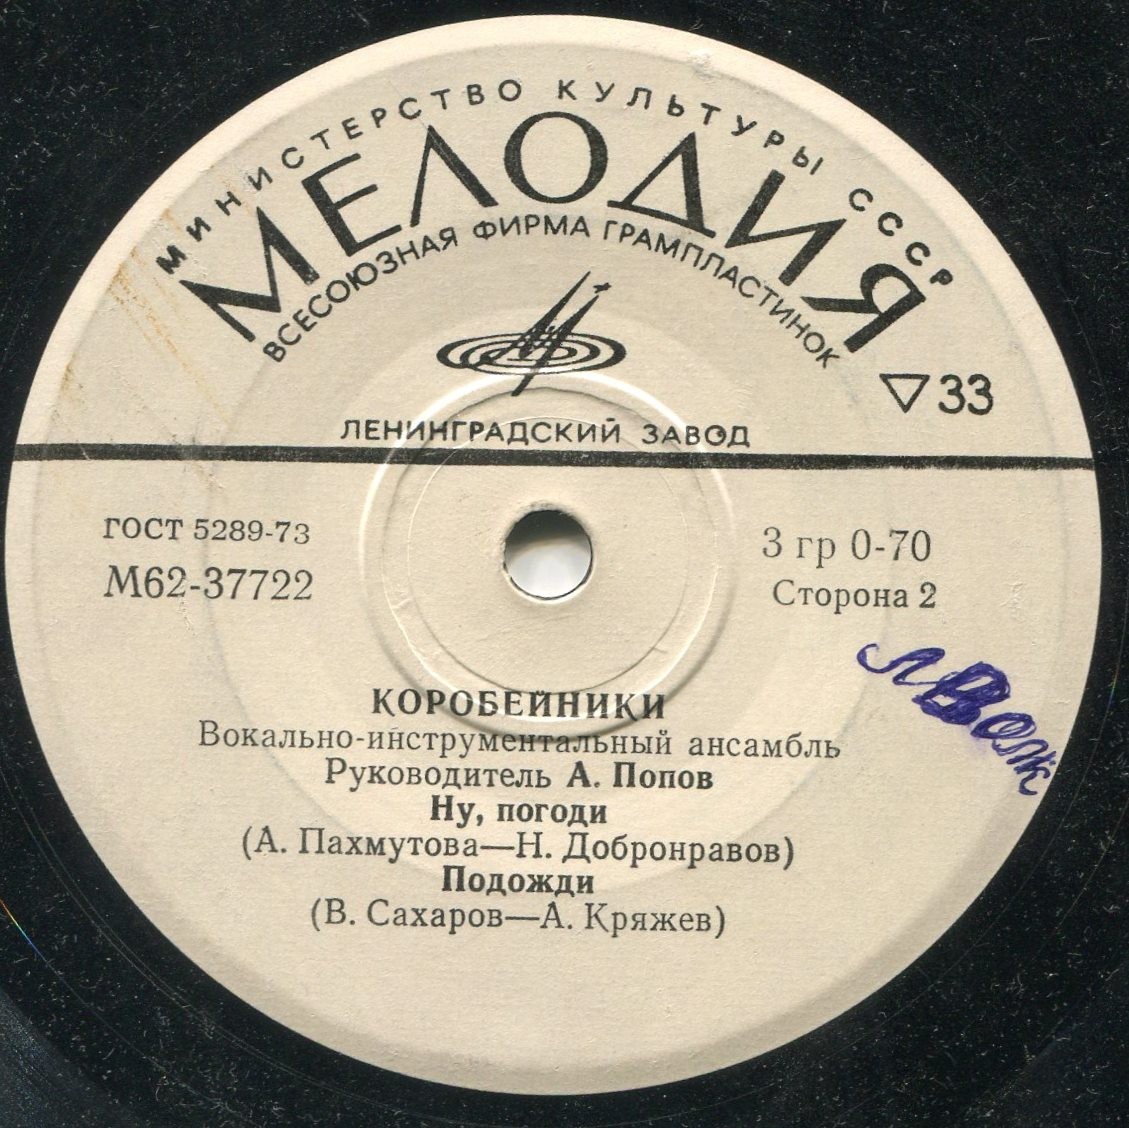 МИНИСТЕРСТВО КУЛЬТУРЫ СССР
МЕЛОДИЯ
ВСЕСОЮЗНАЯ ФИРМА ГРАМПЛАСТИНОК
33
ЛЕНИНГРАДСКИЙ ЗАВОД
ГОСТ 5289-73
М62-37722
3 гр 0-70
Сторона 2
КОРОБЕЙНИКИ
Вокально-инструментальный ансамбль
Руководитель А. Попов
Ну, погоди
(А. Пахмутова—Н. Добронравов)
Подожди
(В. Сахаров—А. Кряжев)